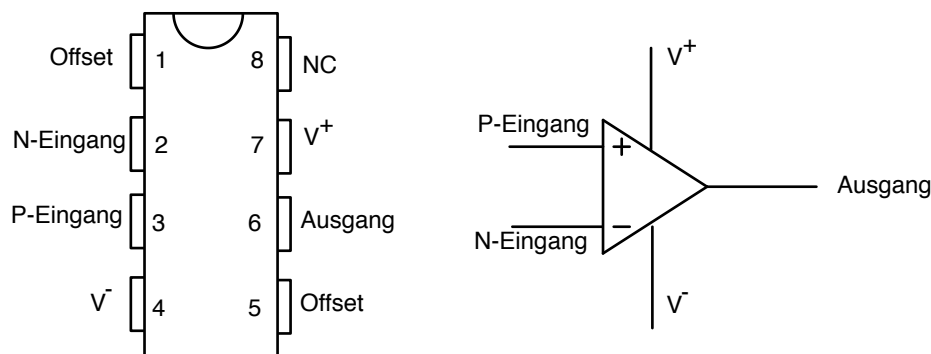 Offset 1 8 NC
N-Eingang 2 7 V+
P-Eingang 3 6 Ausgang
V- 4 5 Offset
V+
P-Eingang
+
Ausgang
N-Eingang
−
V-